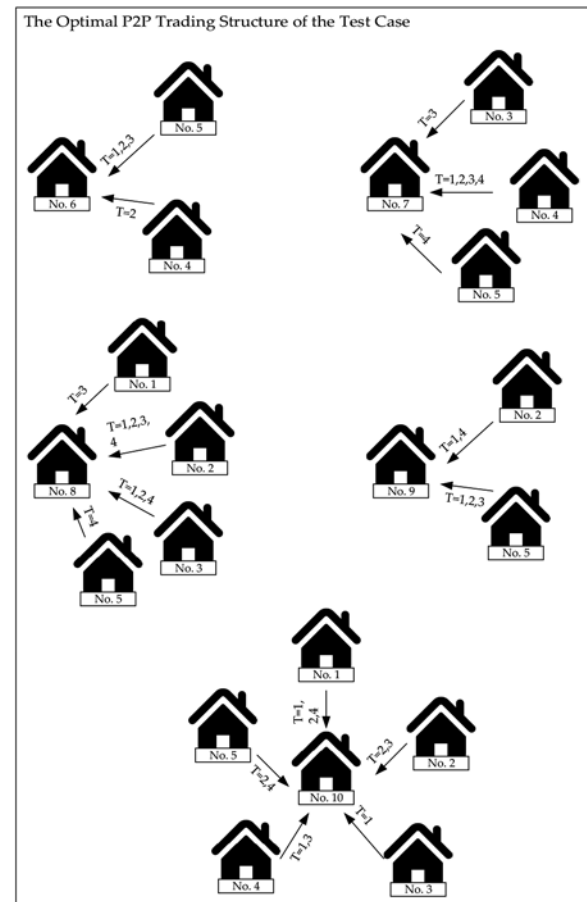 The Optimal P2P Trading Structure of the Test Case
No. 5
T=1,2,3
No. 6
T=2
No. 4
No. 3
T=3
T=1,2,3,4
No. 7
No. 4
T=4
No. 5
No. 1
T=3
T=1,2,3,
4
No. 2
No. 8
T=1,2,4
T=4
No. 3
No. 5
No. 2
T=1,4
No. 9
T=1,2,3
No. 5
No. 1
T=1,
2,4
No. 5
No. 2
T=2,3
T=2,4
No. 10
T=1,3
T=1
No. 4
No. 3